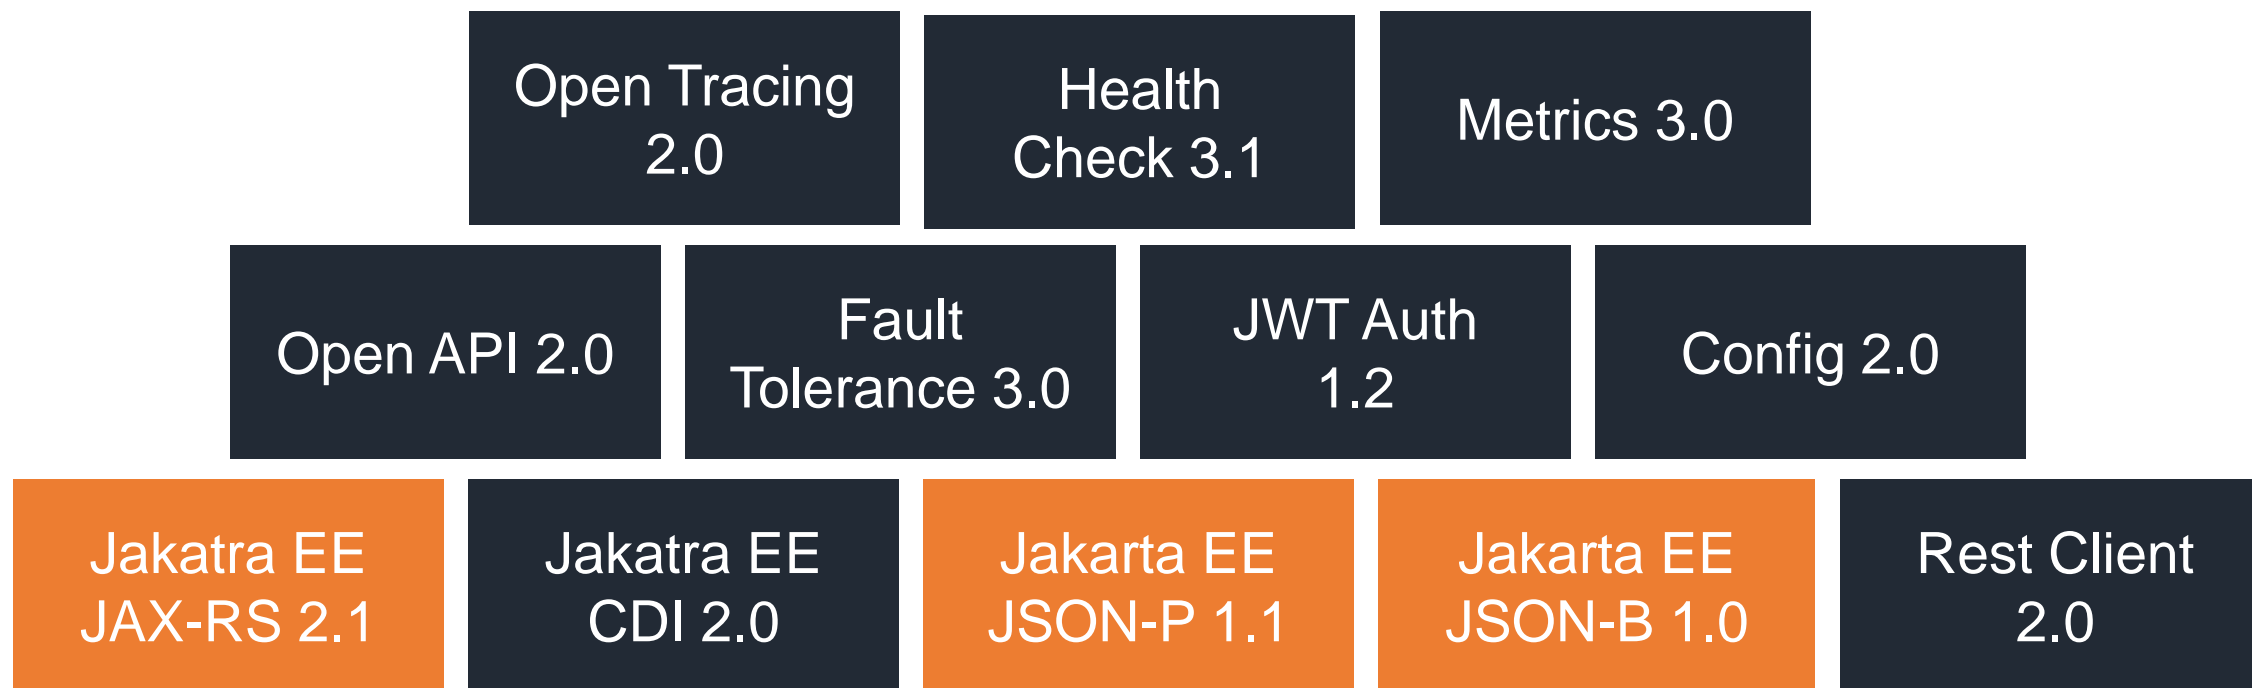 Open Tracing
2.0
Health
Check 3.1
Metrics 3.0
Open API 2.0
Fault
Tolerance 3.0
JWT Auth
1.2
Config 2.0
Jakatra EE
JAX-RS 2.1
Jakatra EE
CDI 2.0
Jakarta EE
JSON-P 1.1
Jakarta EE
JSON-B 1.0
Rest Client
2.0